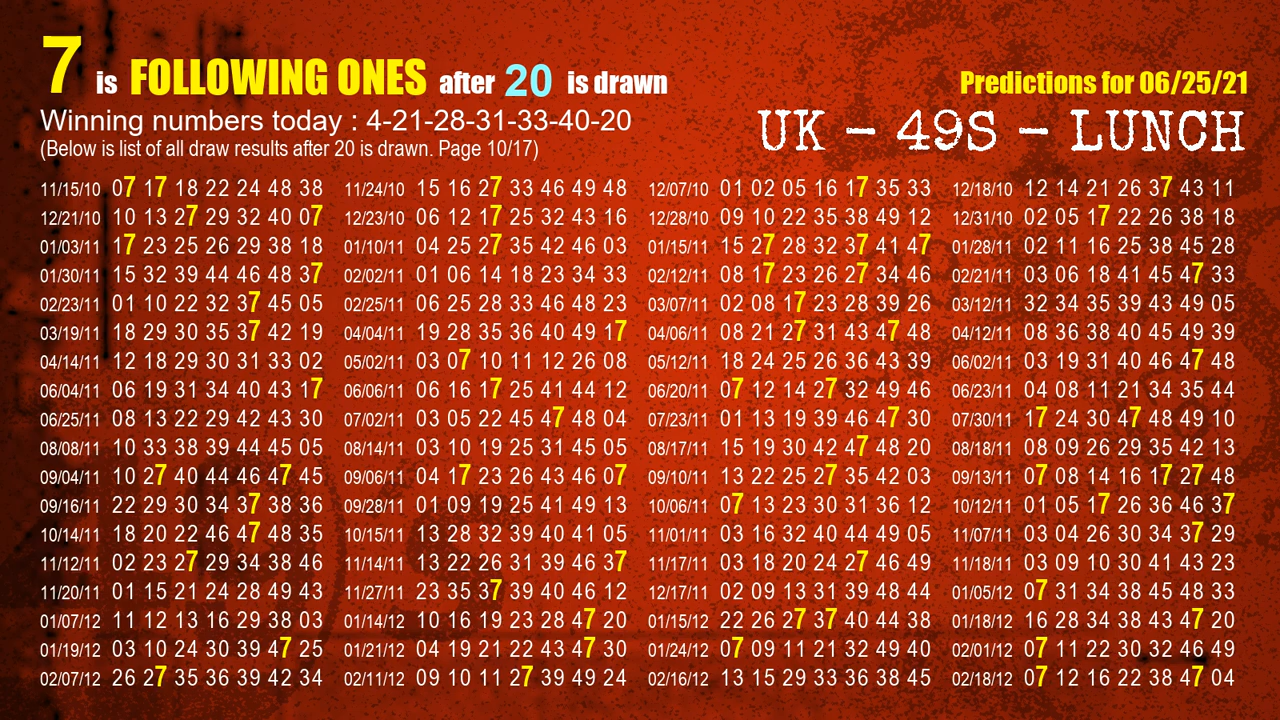 7 is FOLLOWING ONES after 20 is drawn
Predictions for 06/25/21
Winning numbers today : 4-21-28-31-33-40-20
UK - 49S - LUNCH
(Below is list of all draw results after 20 is drawn. Page 10/17)
11/15/10 07 17 18 22 24 48 38 11/24/10 15 16 27 33 46 49 48 12/07/10 01 02 05 16 17 35 33 12/18/10 12 14 21 26 37 43 11
12/21/10 10 13 27 29 32 40 07 12/23/10 06 12 17 25 32 43 16 12/28/10 09 10 22 35 38 49 12 12/31/10 02 05 17 22 26 38 18
01/03/11 17 23 25 26 29 38 18 01/10/11 04 25 27 35 42 46 03 01/15/11 15 27 28 32 37 41 47 01/28/11 02 11 16 25 38 45 28
01/30/11 15 32 39 44 46 48 37 02/02/11 01 06 14 18 23 34 33 02/12/11 08 17 23 26 27 34 46 02/21/11 03 06 18 41 45 47 33
02/23/11 01 10 22 32 37 45 05 02/25/11 06 25 28 33 46 48 23 03/07/11 02 08 17 23 28 39 26 03/12/11 32 34 35 39 43 49 05
03/19/11 18 29 30 35 37 42 19 04/04/11 19 28 35 36 40 49 17 04/06/11 08 21 27 31 43 47 48 04/12/11 08 36 38 40 45 49 39
04/14/11 12 18 29 30 31 33 02 05/02/11 03 07 10 11 12 26 08 05/12/11 18 24 25 26 36 43 39 06/02/11 03 19 31 40 46 47 48
06/04/11 06 19 31 34 40 43 17 06/06/11 06 16 17 25 41 44 12 06/20/11 07 12 14 27 32 49 46 06/23/11 04 08 11 21 34 35 44
06/25/11 08 13 22 29 42 43 30 07/02/11 03 05 22 45 47 48 04 07/23/11 01 13 19 39 46 47 30 07/30/11 17 24 30 47 48 49 10
08/08/11 10 33 38 39 44 45 05 08/14/11 03 10 19 25 31 45 05 08/17/11 15 19 30 42 47 48 20 08/18/11 08 09 26 29 35 42 13
09/04/11 10 27 40 44 46 47 45 09/06/11 04 17 23 26 43 46 07 09/10/11 13 22 25 27 35 42 03 09/13/11 07 08 14 16 17 27 48
09/16/11 22 29 30 34 37 38 36 09/28/11 01 09 19 25 41 49 13 10/06/11 07 13 23 30 31 36 12 10/12/11 01 05 17 26 36 46 37
10/14/11 18 20 22 46 47 48 35 10/15/11 13 28 32 39 40 41 05 11/01/11 03 16 32 40 44 49 05 11/07/11 03 04 26 30 34 37 29
11/12/11 02 23 27 29 34 38 46 11/14/11 13 22 26 31 39 46 37 11/17/11 03 18 20 24 27 46 49 11/18/11 03 09 10 30 41 43 23
11/20/11 01 15 21 24 28 49 43 11/27/11 23 35 37 39 40 46 12 12/17/11 02 09 13 31 39 48 44 01/05/12 07 31 34 38 45 48 33
01/07/12 11 12 13 16 29 38 03 01/14/12 10 16 19 23 28 47 20 01/15/12 22 26 27 37 40 44 38 01/18/12 16 28 34 38 43 47 20
01/19/12 03 10 24 30 39 47 25 01/21/12 04 19 21 22 43 47 30 01/24/12 07 09 11 21 32 49 40 02/01/12 07 11 22 30 32 46 49
02/07/12 26 27 35 36 39 42 34 02/11/12 09 10 11 27 39 49 24 02/16/12 13 15 29 33 36 38 45 02/18/12 07 12 16 22 38 47 04